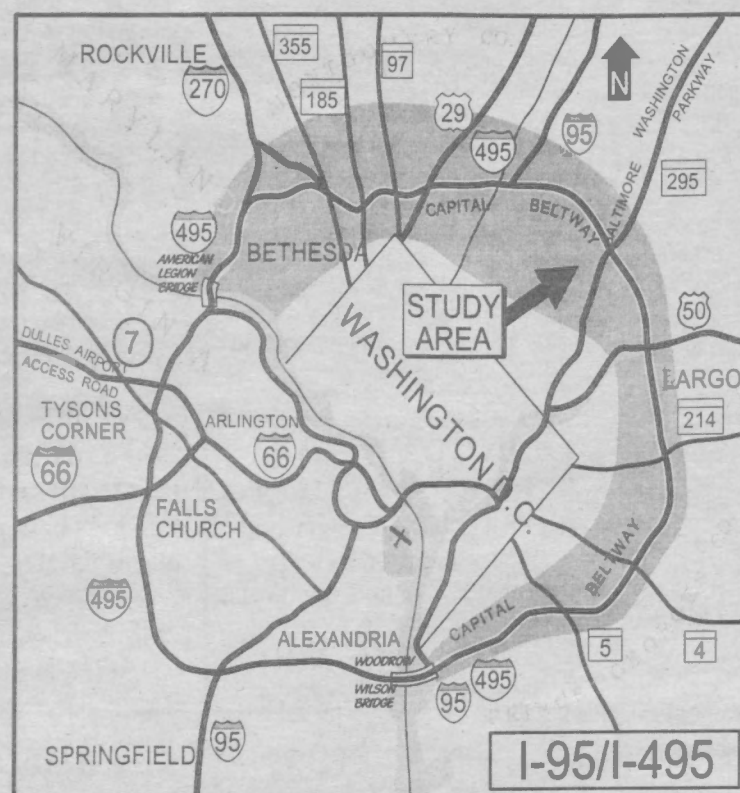 ROCKVILLE
270
355
185
97
29
495
95
N
WASHINGTON
PARKWAY
BALTIMORE
295
495
CAPITAL
BELTWAY
BETHESDA
AMERICAN
LEGION
BRIDGE
STUDY
AREA
50
7
DULLES AIRPORT
ACCESS ROAD
WASHINGTON D.C.
LARGO
214
TYSONS
CORNER
ARLINGTON
66
66
FALLS
CHURCH
495
CAPITAL
BELTWAY
ALEXANDRIA
WOODROW
WILSON
BRIDGE
95
495
5
4
SPRINGFIELD
95
I-95/I-495